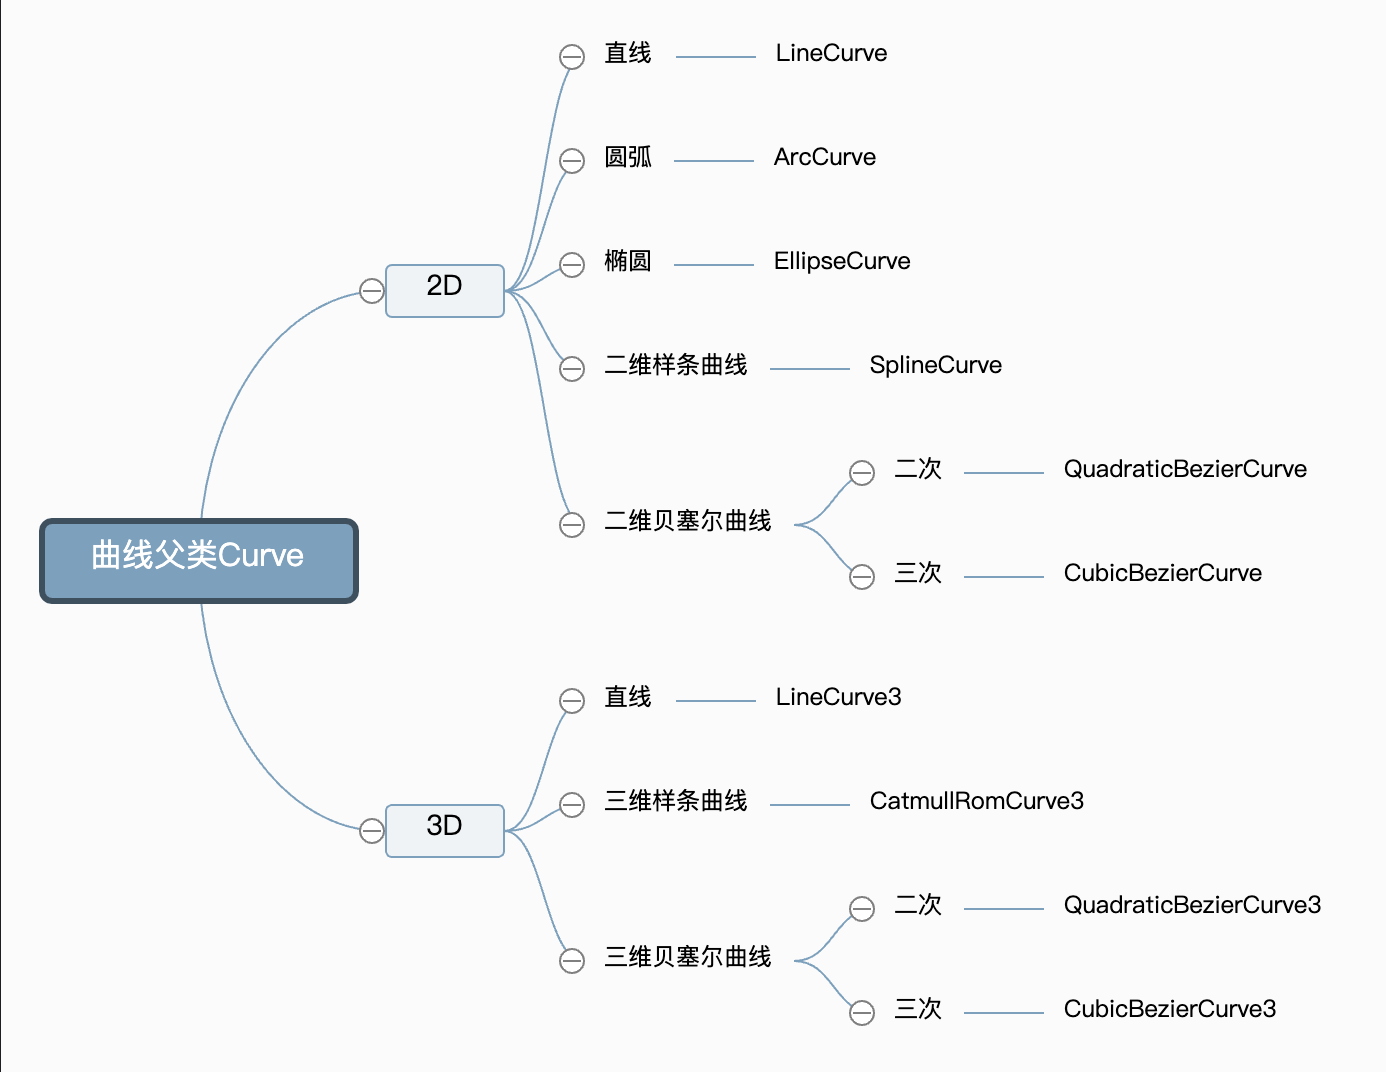 曲线父类Curve
2D
直线 LineCurve
圆弧 ArcCurve
椭圆 EllipseCurve
二维样条曲线 SplineCurve
二维贝塞尔曲线
二次 QuadraticBezierCurve
三次 CubicBezierCurve
3D
直线 LineCurve3
三维样条曲线 CatmullRomCurve3
三维贝塞尔曲线
二次 QuadraticBezierCurve3
三次 CubicBezierCurve3